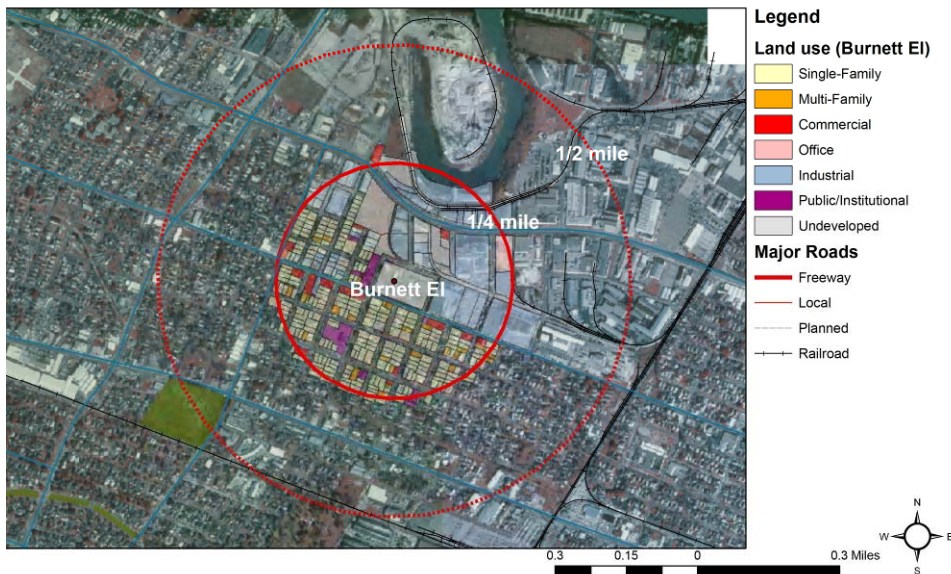 Legend
Land use (Burnett El)
Single-Family
Multi-Family
Commercial
Office
Industrial
Public/Institutional
Undeveloped
Major Roads
Freeway
Local
Planned
Railroad
1/2 mile
1/4 mile
Burnett El
N
W E
S
0.3 0.15 0 0.3 Miles